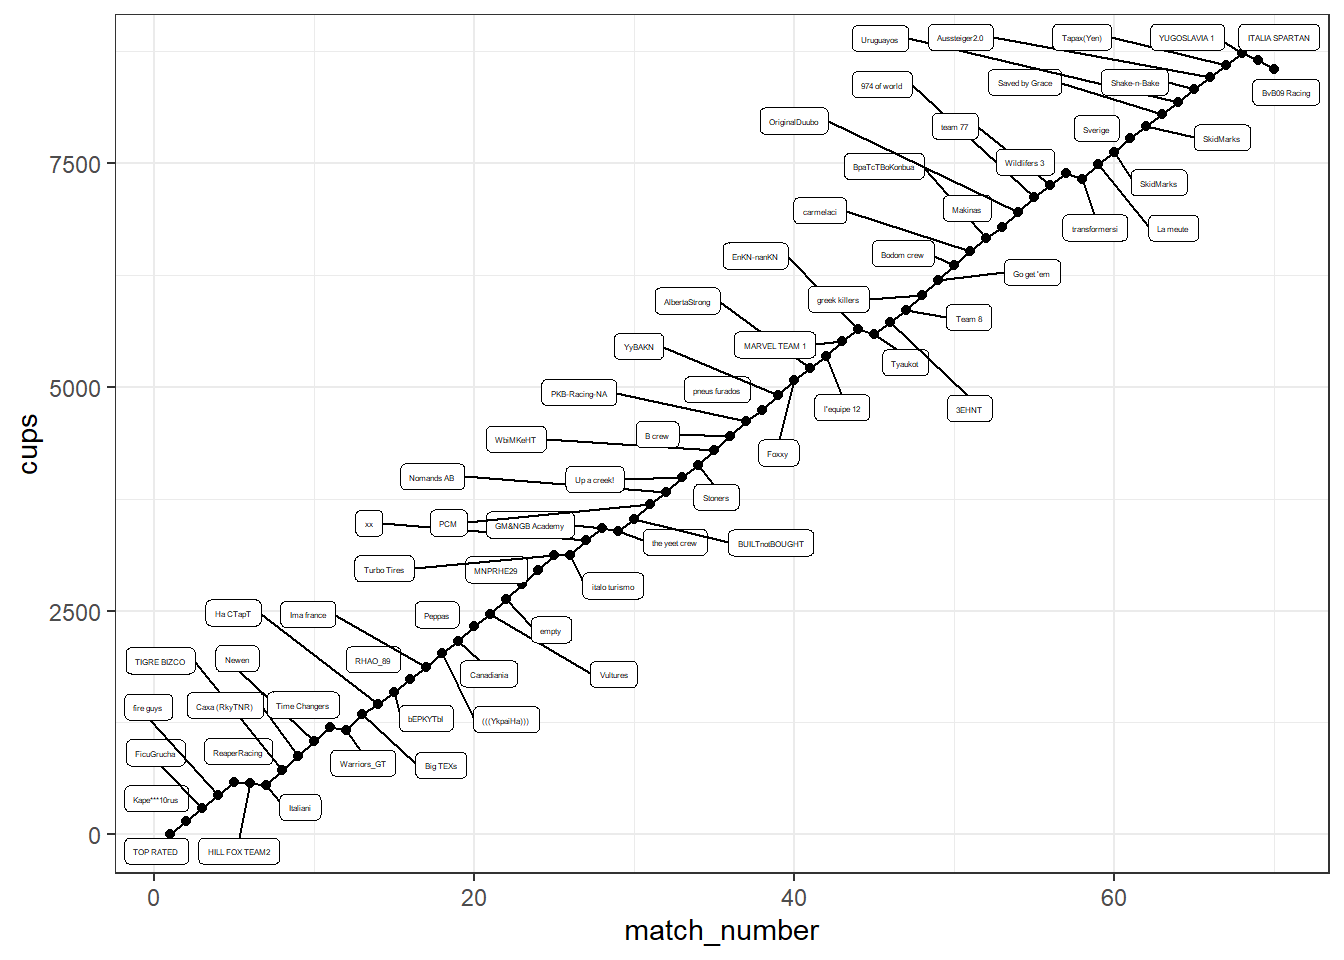 Uruguayos
Aussteiger2.0
Tapax(Yen)
YUGOSLAVIA 1
ITALIA SPARTAN
974 of world
Saved by Grace
Shake-n-Bake
BvB09 Racing
OriginalDuubo
team 77
Sverige
SkidMarks
7500
BpaTcTBoKonbua
Wildlifers 3
SkidMarks
carmelaci
Makinas
transformersi
La meute
EnKN-nanKN
Bodom crew
Go get 'em
AlbertaStrong
greek killers
Team 8
YyBAKN
MARVEL TEAM 1
Tyaukot
5000
PKB-Racing-NA
pneus furados
l'equipe 12
3EHNT
WbiMKeHT
B crew
Foxxy
cups
Nomands AB
Up a creek!
Stoners
xx
PCM
GM&NGB Academy
the yeet crew
BUILTnotBOUGHT
Turbo Tires
MNPRHE29
italo turismo
2500
Ha CTapT
Ima france
Peppas
empty
TIGRE BIZCO
Newen
RHAO_89
Canadiania
Vultures
fire guys
Caxa (RkyTNR)
Time Changers
bEPKYTbI
(((YkpaiHa)))
FicuGrucha
ReaperRacing
Warriors_GT
Big TEXs
Kape***10rus
Italiani
0
TOP RATED
HILL FOX TEAM2
0
20
40
60
match_number